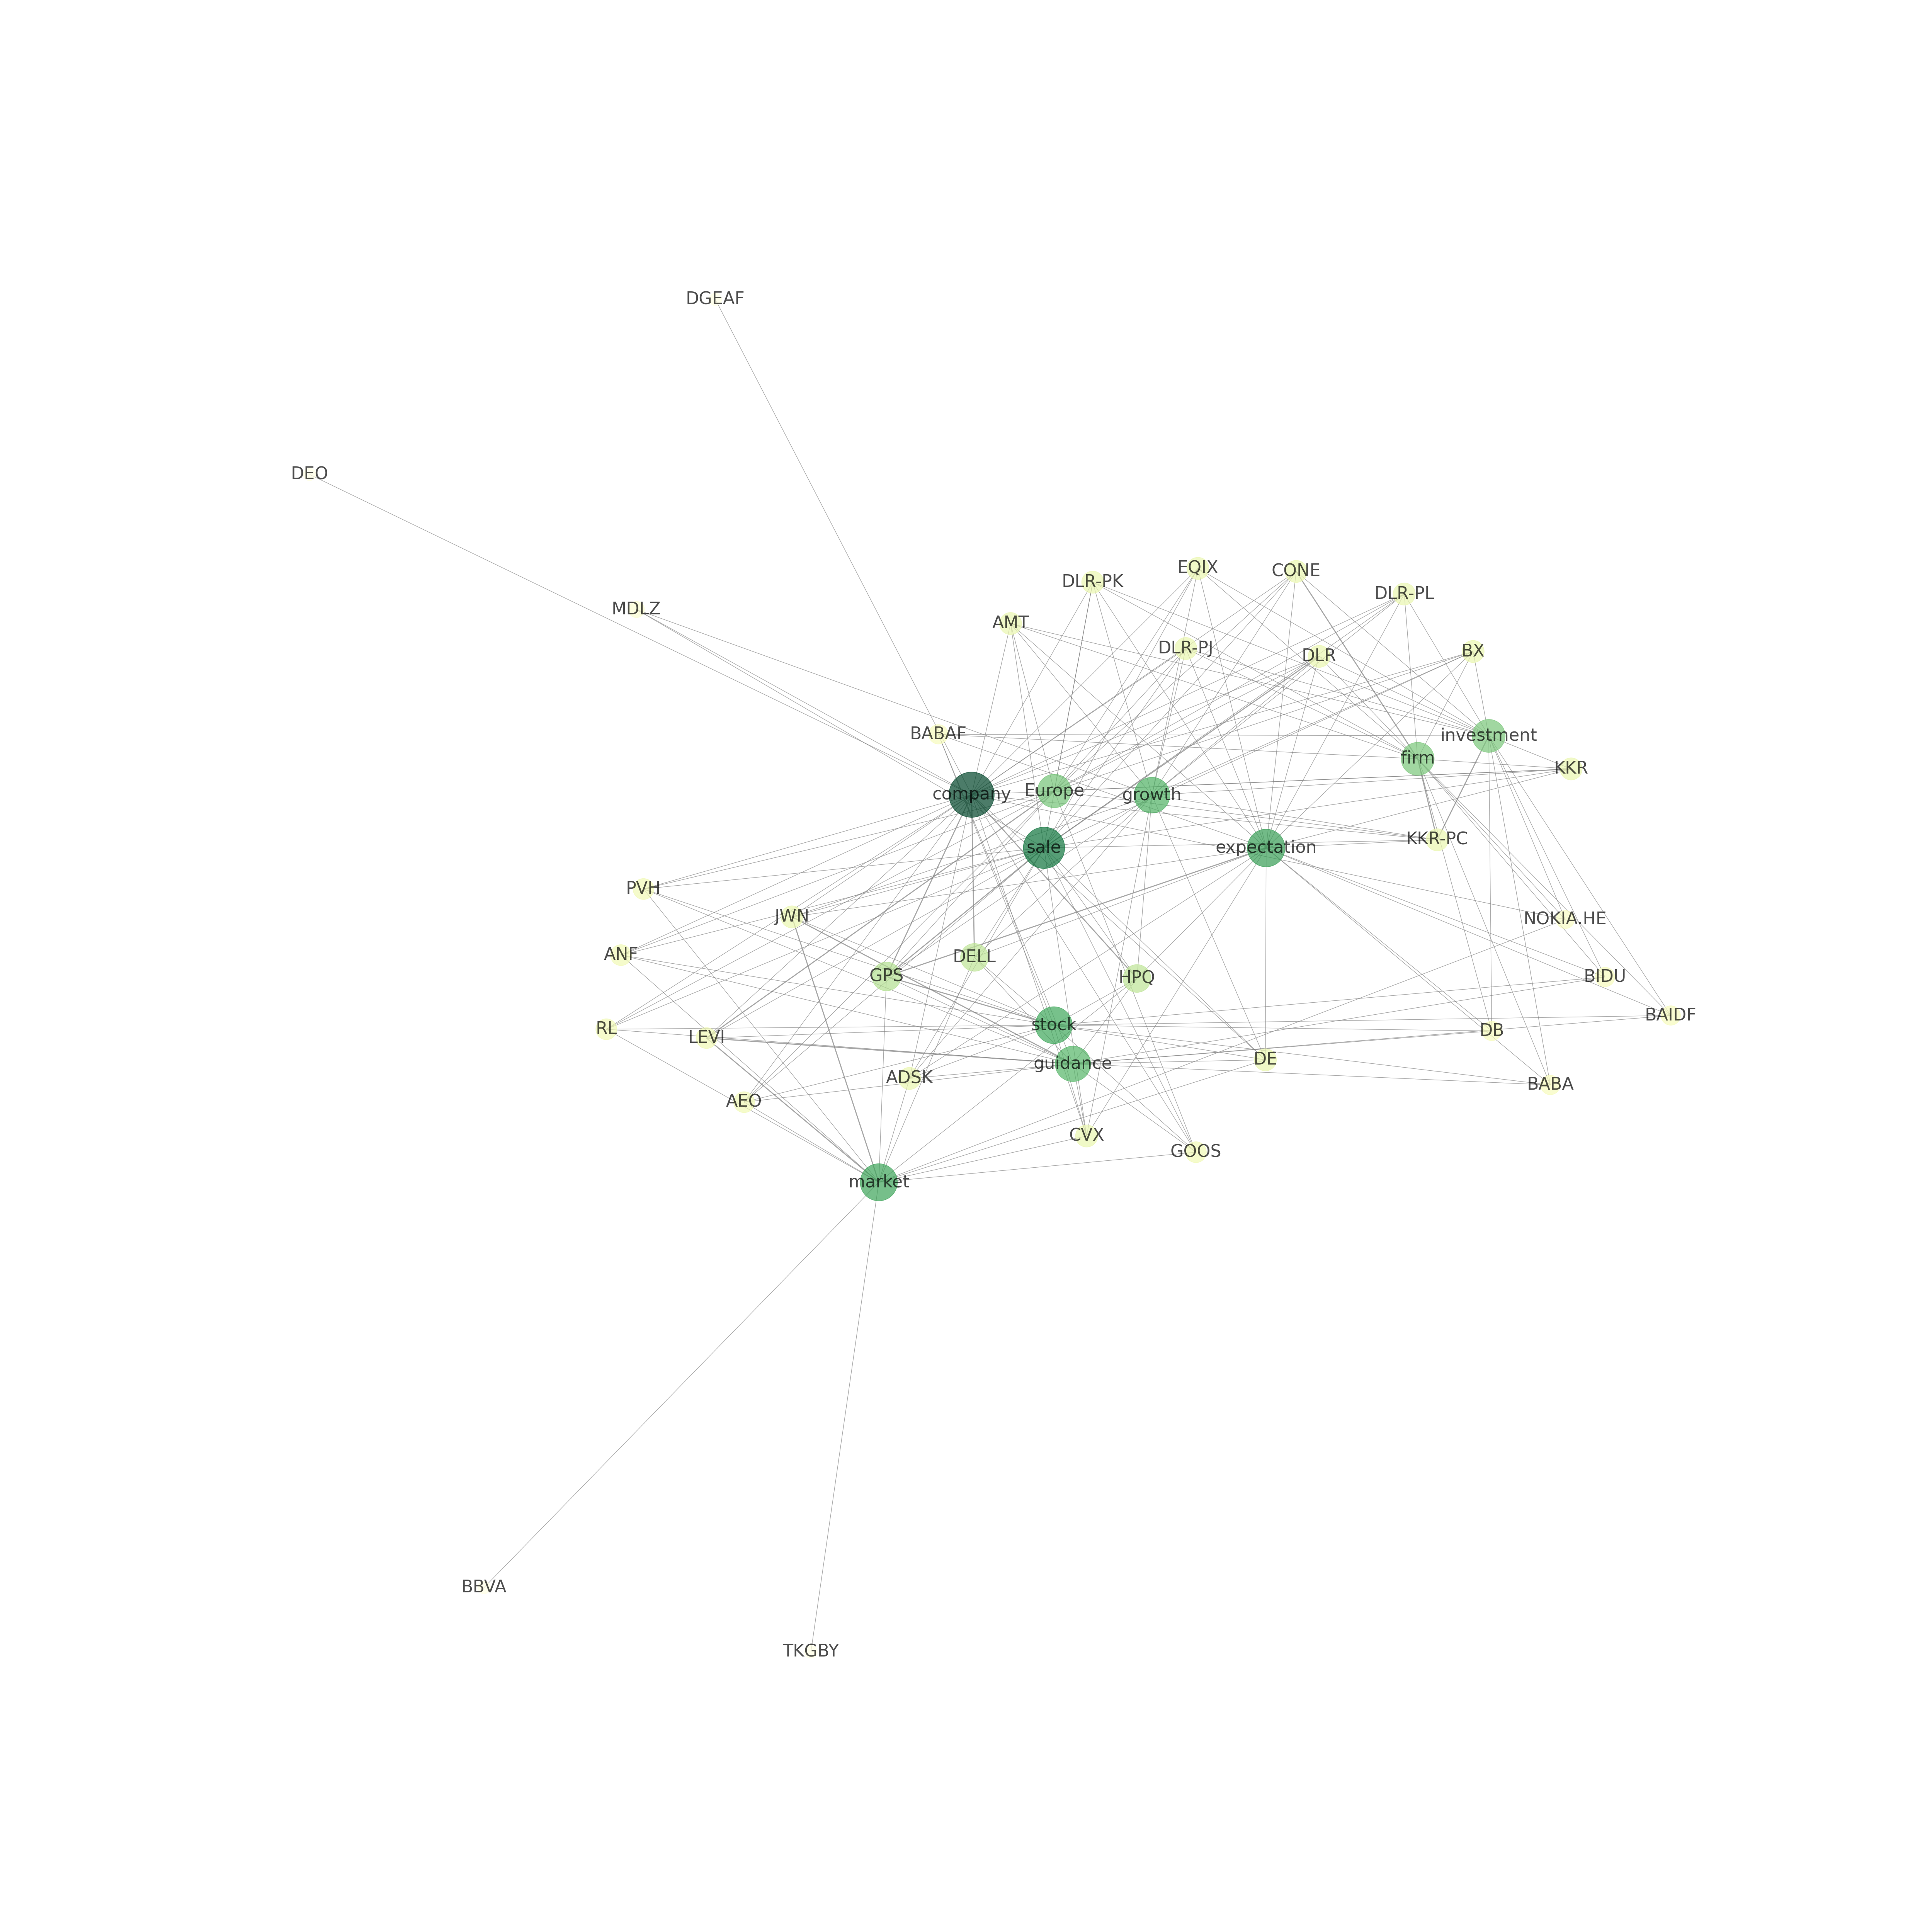 DGEAF
DEO
EQIX
CONE
DLR-PK
DLR-PL
MDLZ
AMT
DLR-PJ
BX
DLR
BABAF
investment
firm
KKR
Europe
company
growth
KKR-PC
sale
expectation
PVH
JWN
NOKIA.HE
ANF
DELL
GPS
HPQ
BIDU
BAIDF
stock
RL
DB
LEVI
DE
guidance
ADSK
BABA
AEO
CVX
GOOS
market
BBVA
TKGBY